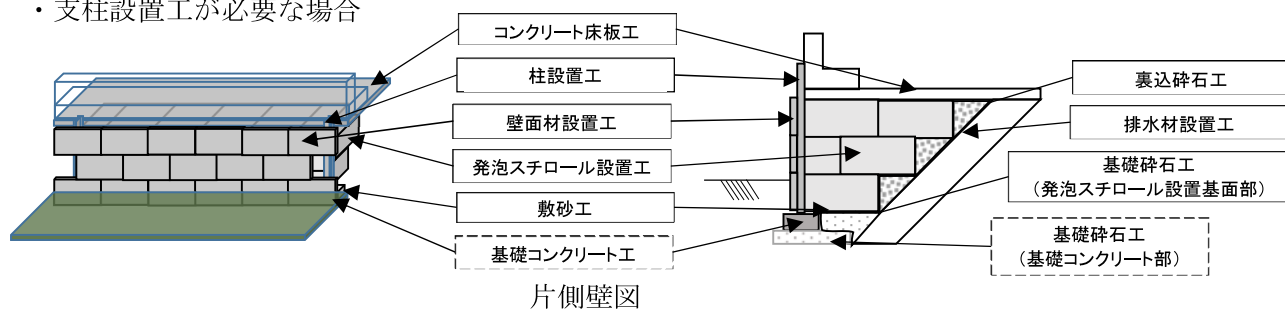 ・支柱設置工が必要な場合
コンクリート床板工
柱設置工
壁面材設置工
発泡スチロール設置工
敷砂工
基礎コンクリート工
裏込砕石工
排水材設置工
基礎砕石工
（発泡スチロール設置基面部）
基礎砕石工
（基礎コンクリート部）
片側壁図